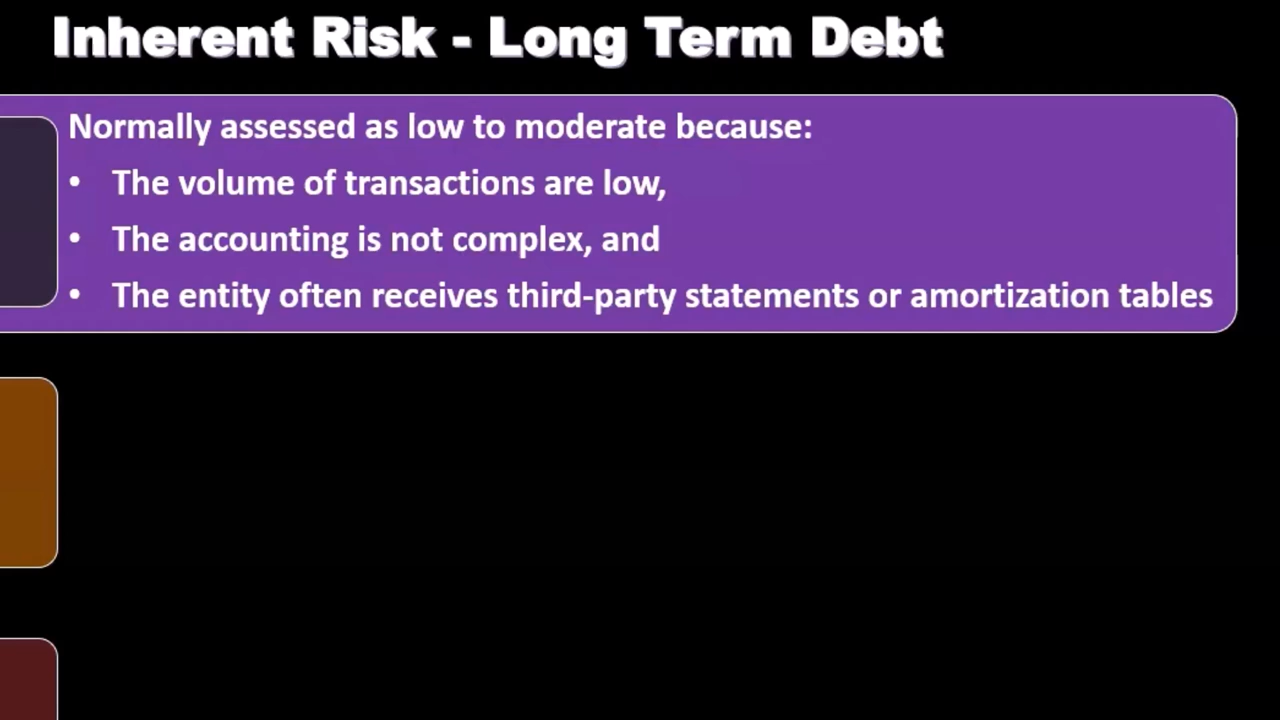 Inherent Risk - Long Term Debt
Normally assessed as low to moderate because:
• The volume of transactions are low,
• The accounting is not complex, and
• The entity often receives third-party statements or amortization tables